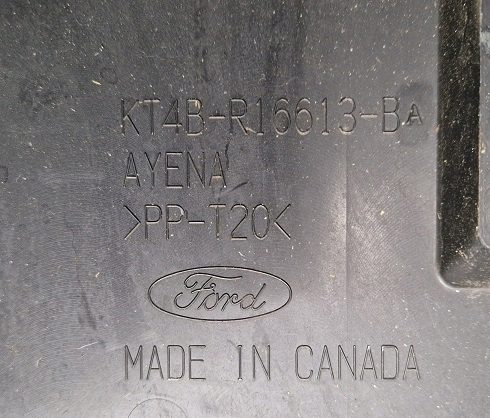 KT4B-R16613-BA
AYENA
>PP-T20<
Ford
MADE IN CANADA